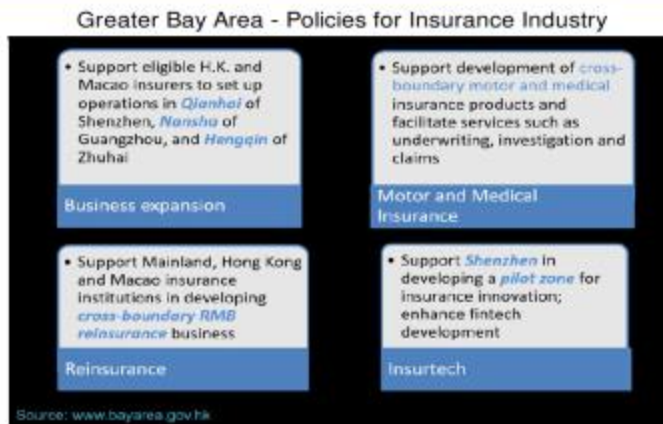 Greater Bay Area - Policies for Insurance Industry
• Support eligible H.K. and
Macao insurers to set up
operations in Qianhai of
Shenzhen, Nansha of
Guangzhou, and Hengqin of
Zhuhai
Business expansion
• Support development of cross-
boundary motor and medical
insurance products and
facilitate services such as
underwriting, investigation and
claims
Motor and Medical
Insurance
• Support Mainland, Hong Kong
and Macao insurance
institutions in developing
cross-boundary RMB
reinsurance business
Reinsurance
• Support Shenzhen in
developing a pilot zone for
insurance innovation;
enhance fintech
development
Insurtech
Source: www.bayarea.gov.hk